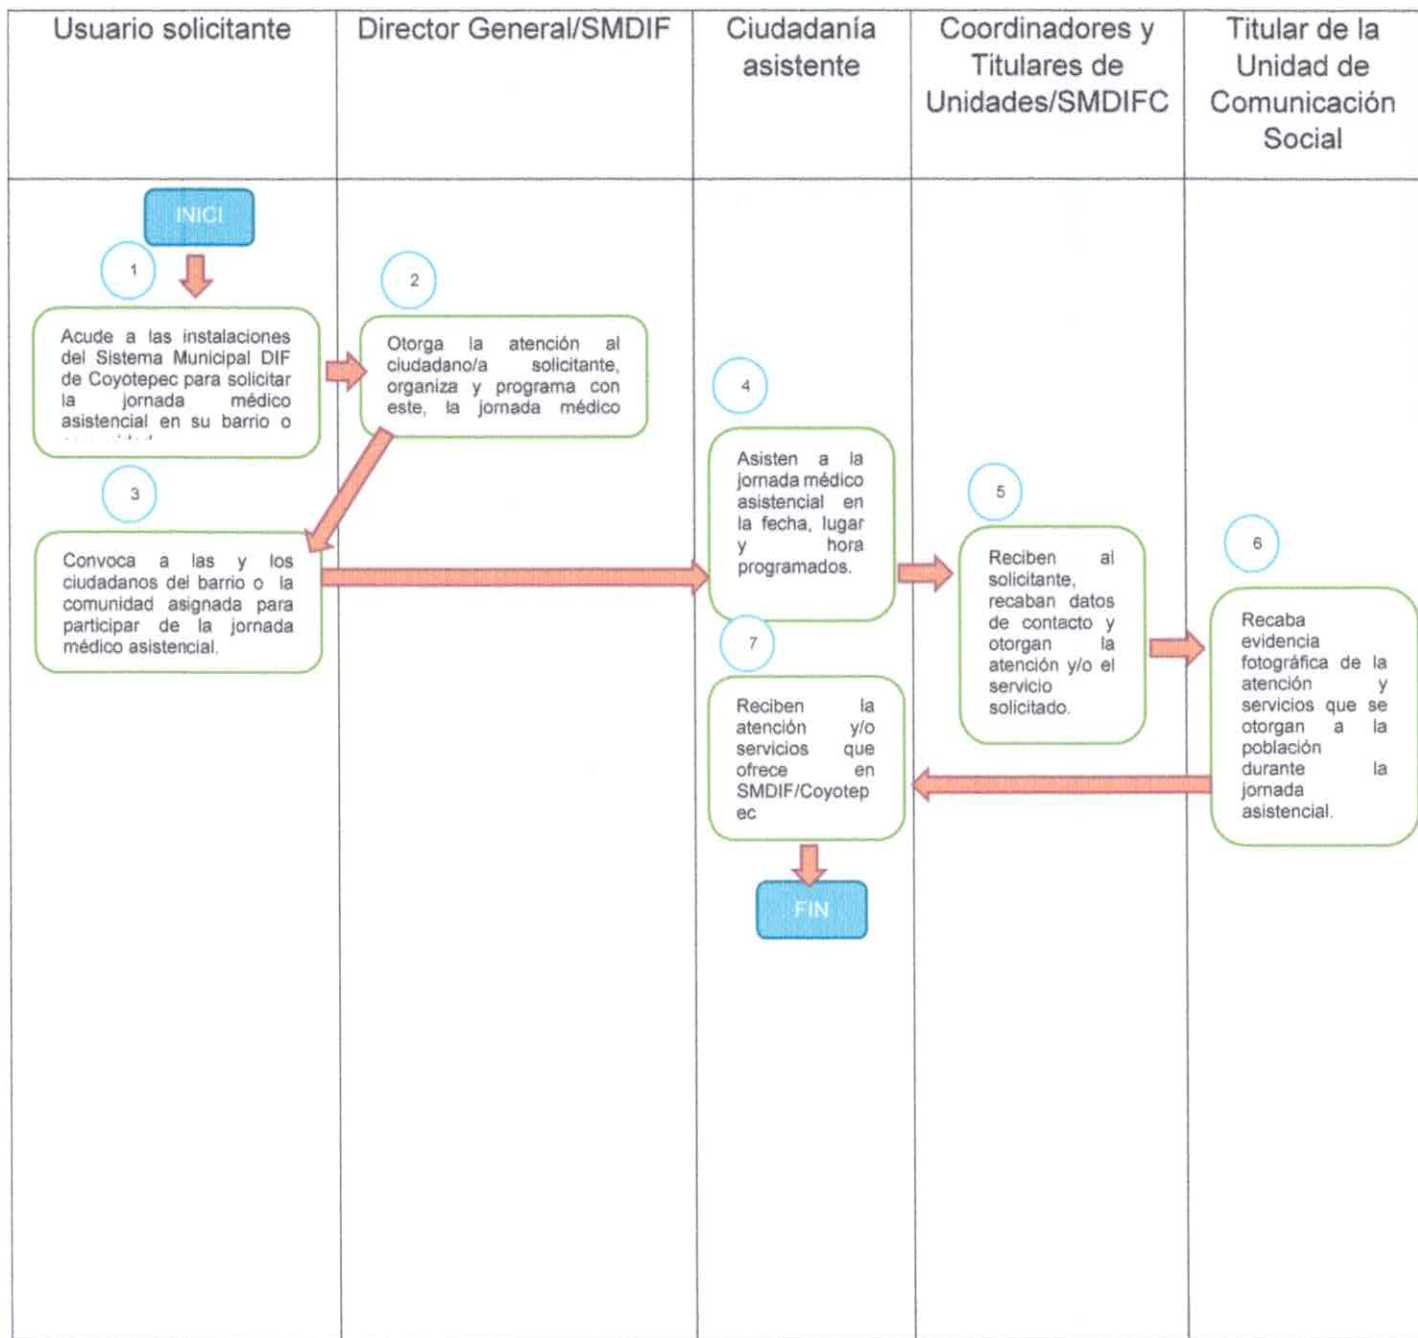 Usuario solicitante
Director General/SMDIF
Ciudadanía
asistente
Coordinadores y
Titulares de
Unidades/SMDIFC
Titular de la
Unidad de
Comunicación
Social
INICI
1
Acude a las instalaciones
del Sistema Municipal DIF
de Coyotepec para solicitar
la jornada médico
asistencial en su barrio o
2
Otorga la atención al
ciudadano/a solicitante,
organiza y programa con
este, la jornada médico
3
Convoca a las y los
ciudadanos del barrio o la
comunidad asignada para
participar de la jornada
médico asistencial.
4
Asisten a la
jornada médico
asistencial en
la fecha, lugar
y hora
programados.
5
Reciben al
solicitante,
recaban datos
de contacto y
otorgan la
atención y/o el
servicio
solicitado.
6
Recaba
evidencia
fotográfica de la
atención y
servicios que se
otorgan a la
población
durante la
jornada
asistencial.
7
Reciben la
atención y/o
servicios que
ofrece en
SMDIF/Coyotep
ec
FIN